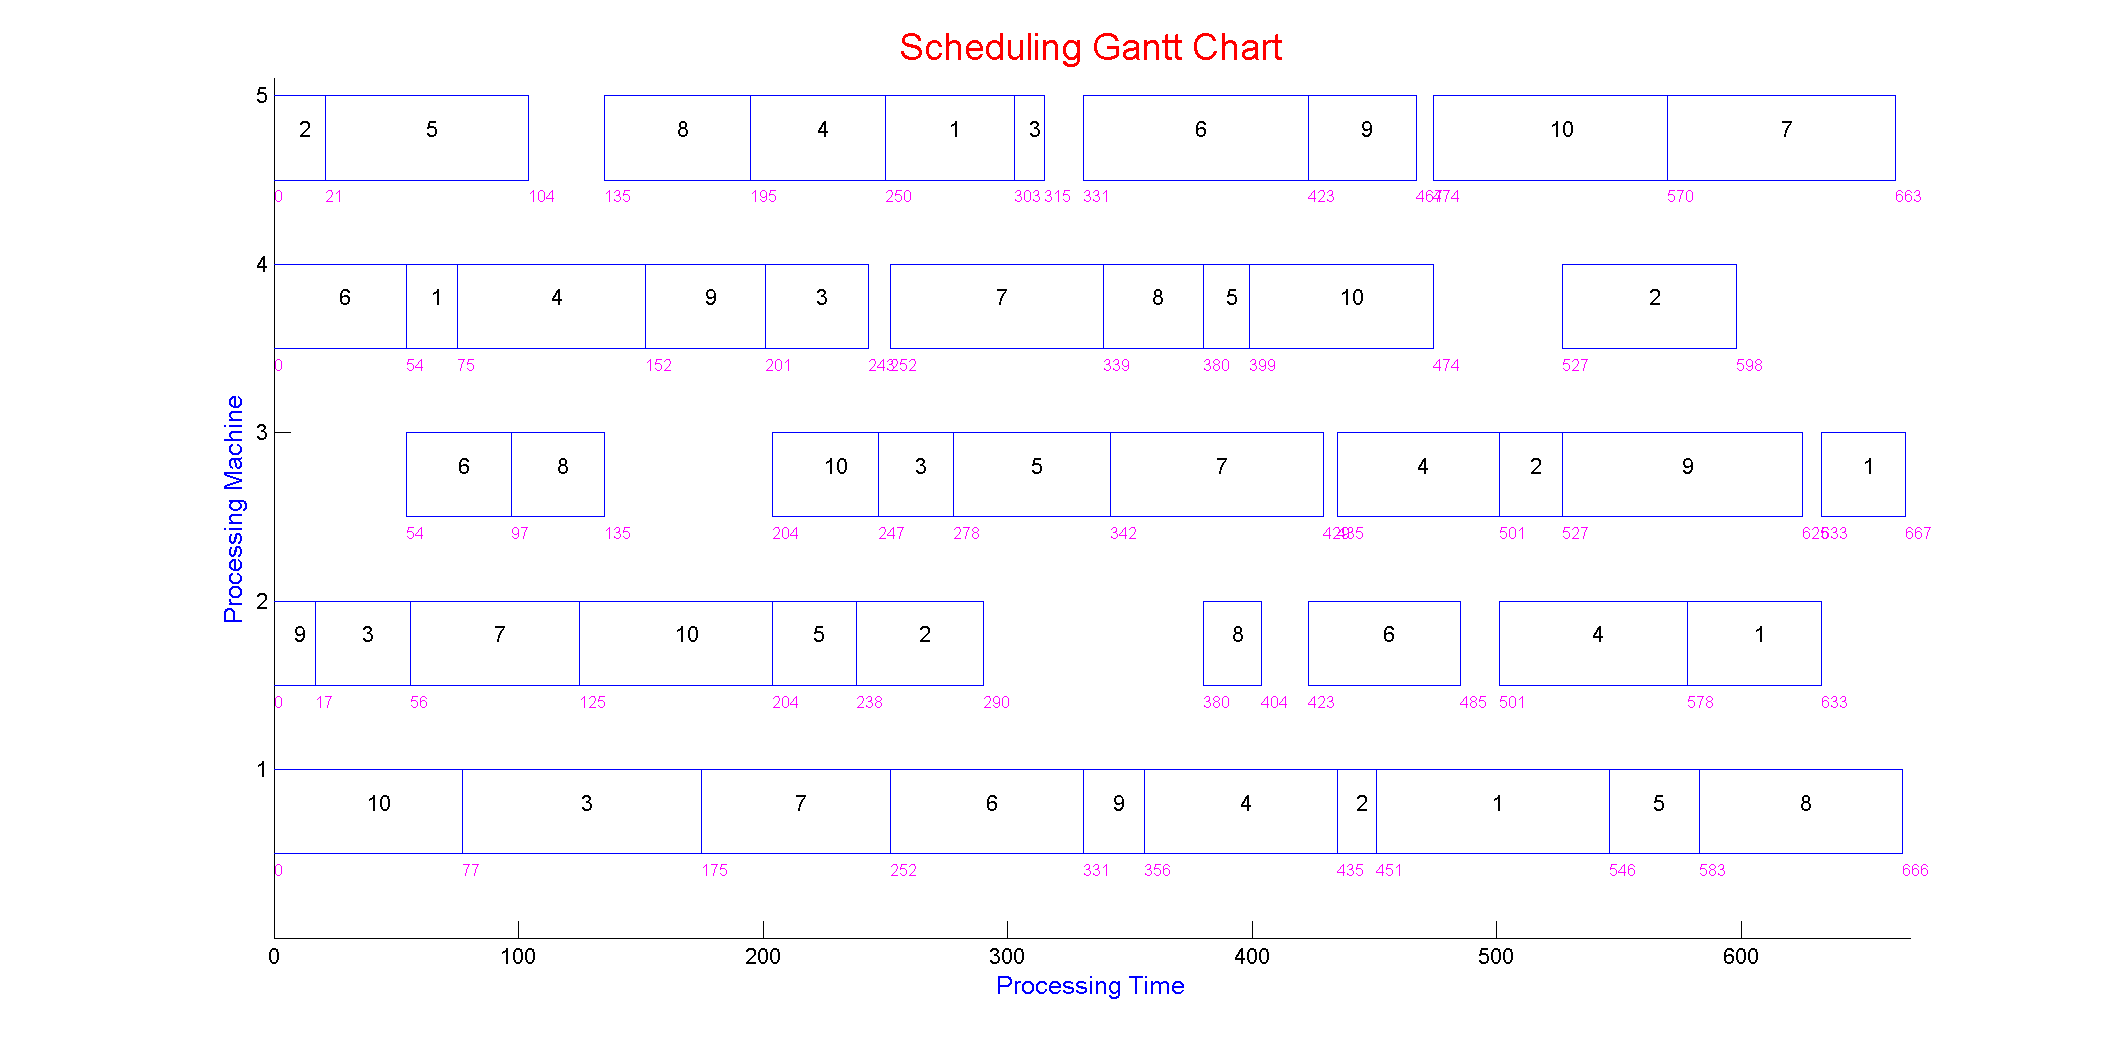 Scheduling Gantt Chart
5
2 5 8 4 1 3 6 9 10 7
0 21 104 135 195 250 303 315 331 423 467 474 570 663
4
6 1 4 9 3 7 8 5 10 2
0 54 75 152 201 243 252 339 380 399 474 527 598
Processing Machine
3
6 8 10 3 5 7 4 2 9 1
54 97 135 204 247 278 342 429 435 501 527 625 633 667
2
9 3 7 10 5 2 8 6 4 1
0 17 56 125 204 238 290 380 404 423 485 501 578 633
1
10 3 7 6 9 4 2 1 5 8
0 77 175 252 331 356 435 451 546 583 666
0 100 200 300 400 500 600
Processing Time